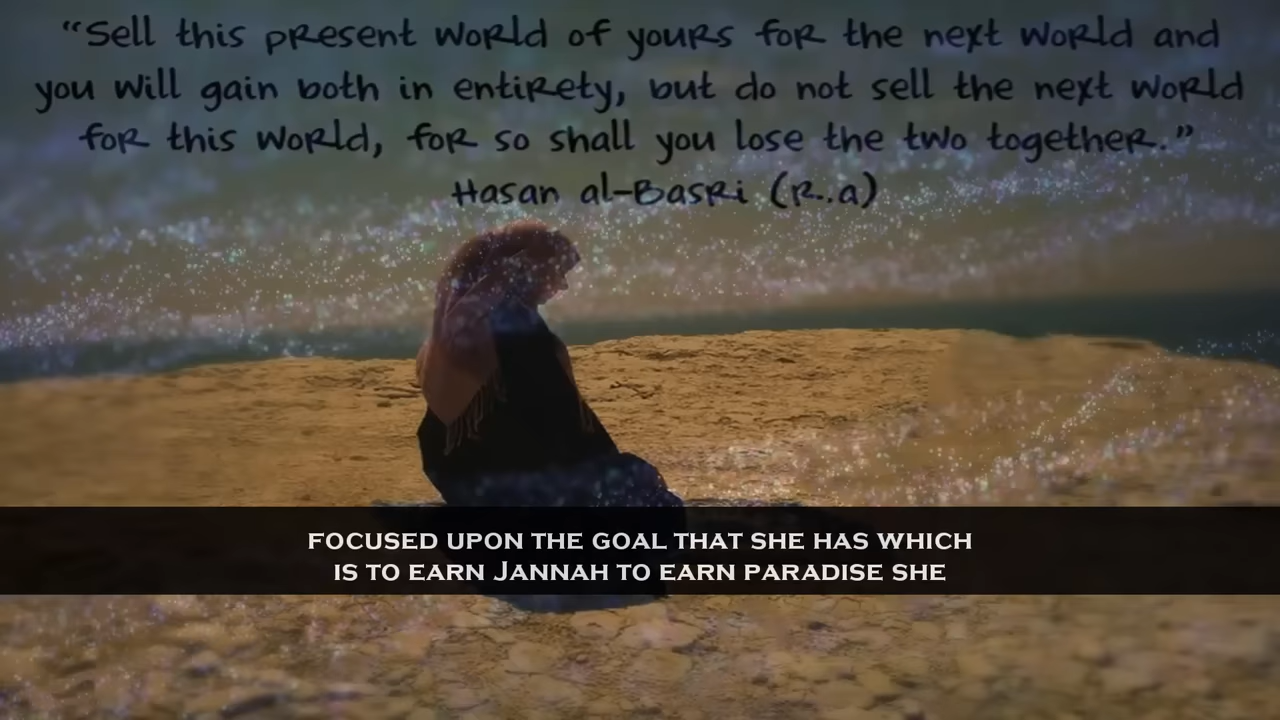 “Sell this present world of yours for the next world and
you will gain both in entirety, but do not sell the next world
for this world, for so shall you lose the two together.”
Hasan al-Basri (R..a)
FOCUSED UPON THE GOAL THAT SHE HAS WHICH
IS TO EARN JANNAH TO EARN PARADISE SHE